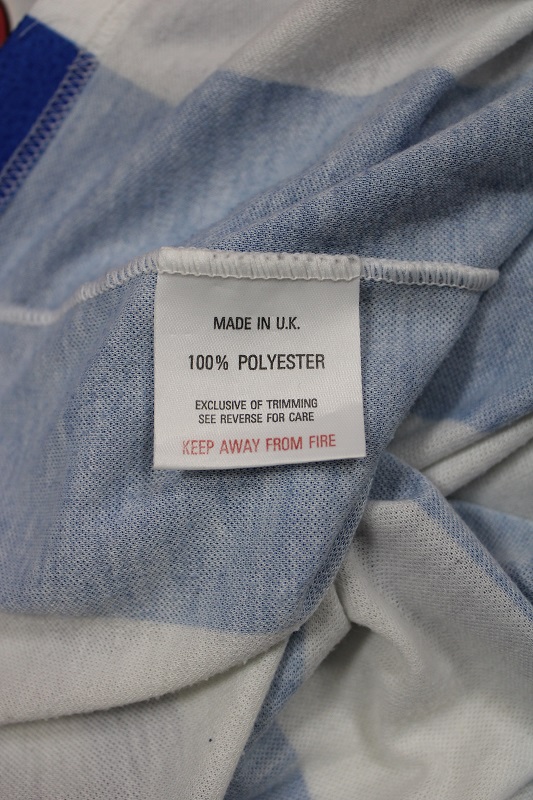 MADE IN U.K.
100% POLYESTER
EXCLUSIVE OF TRIMMING
SEE REVERSE FOR CARE
KEEP AWAY FROM FIRE